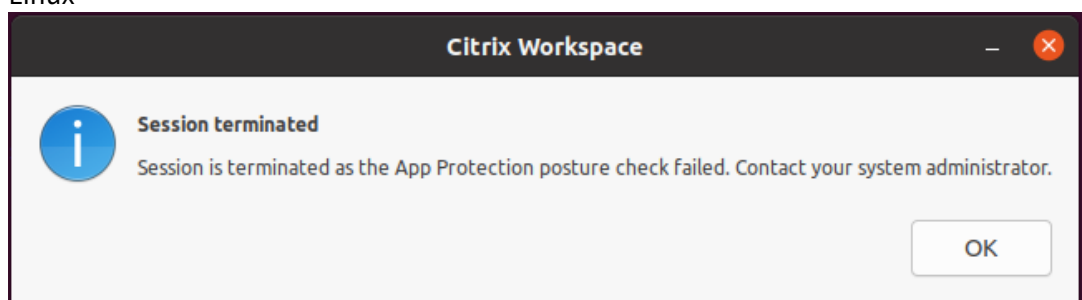 Linux
Citrix Workspace
Session terminated
Session is terminated as the App Protection posture check failed. Contact your system administrator.
OK